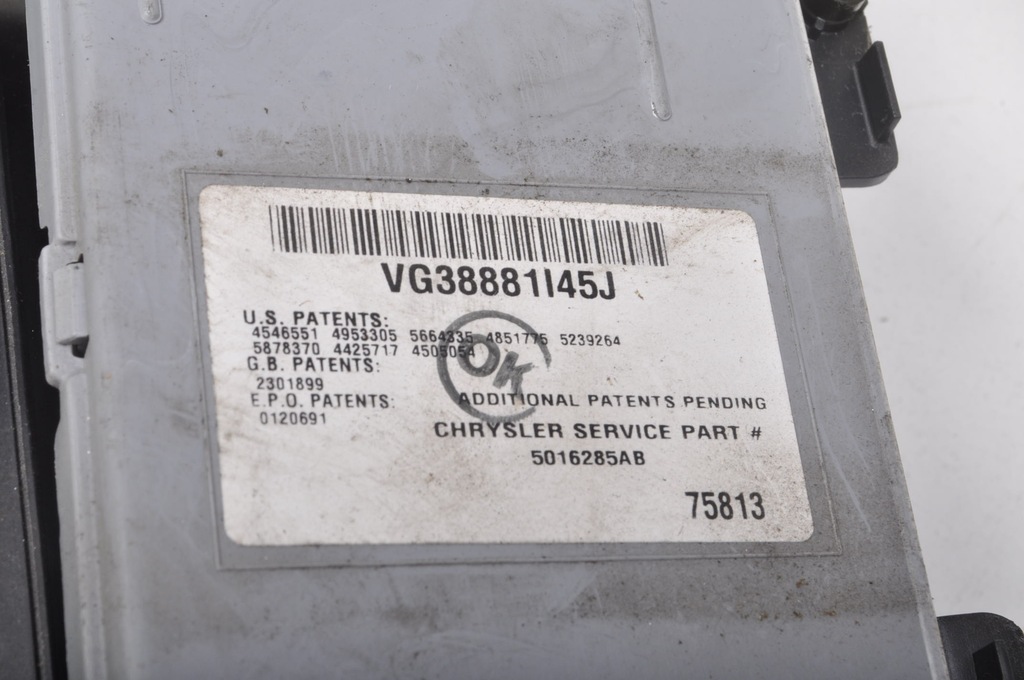 VG38881I45J
U.S. PATENTS:
4546551 4953305 5664335 4851775 5239264
5878370 4425717 4505054
G.B. PATENTS:
2301899
E.P.O. PATENTS:
0120691
OK
ADDITIONAL PATENTS PENDING
CHRYSLER SERVICE PART #
5016285AB
75813